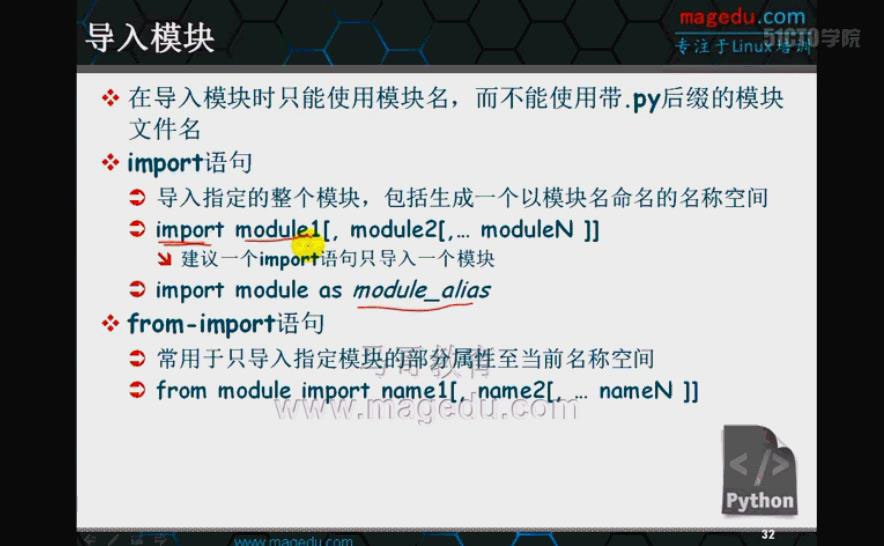 导入模块
magedu.com
专注于Linux培训
51CTO学院
在导入模块时只能使用模块名，而不能使用带.py后缀的模块
文件名
import语句
导入指定的整个模块，包括生成一个以模块名命名的名称空间
import module1[, module2[,… moduleN ]]
建议一个import语句只导入一个模块
import module as module_alias
from-import语句
马哥教育
常用于只导入指定模块的部分属性至当前名称空间
from module import name1[, name2[, … nameN ]]
www.magedu.com
</>
Python
32
www.magedu.com